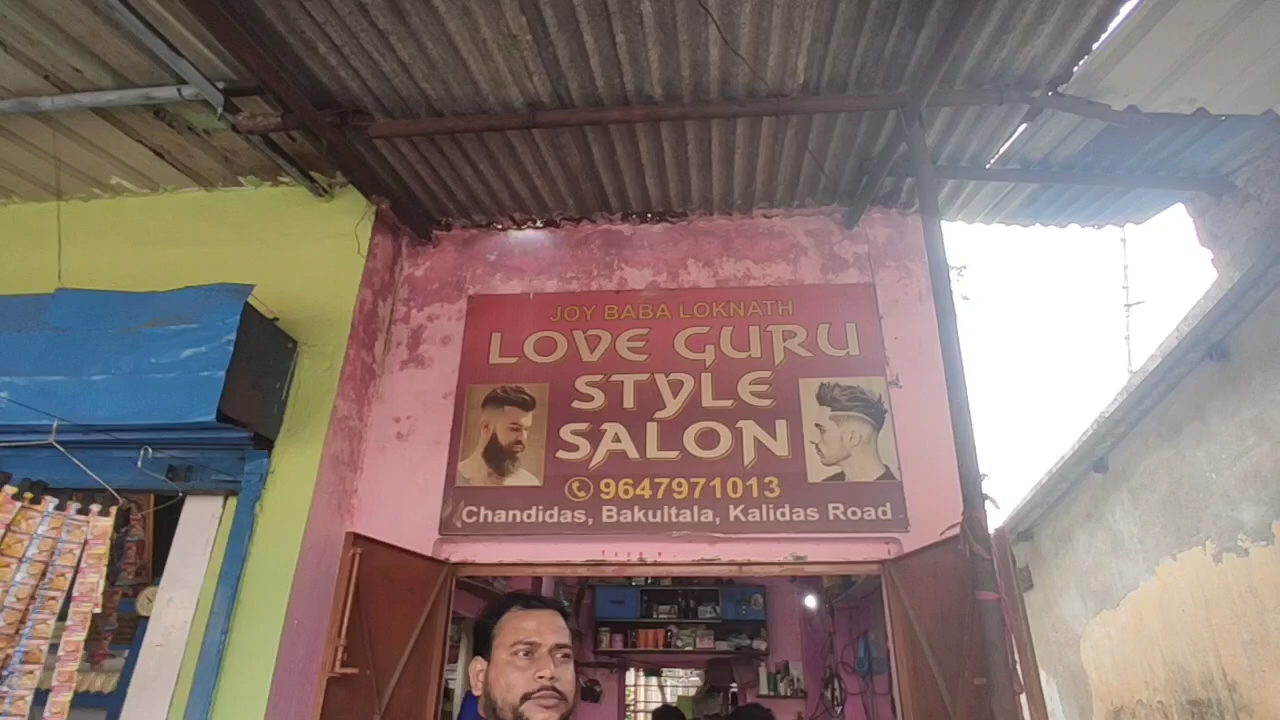 JOY BABA LOKNATH
LOVE GURU
STYLE
SALON
9647971013
Chandidas, Bakultala, Kalidas Road